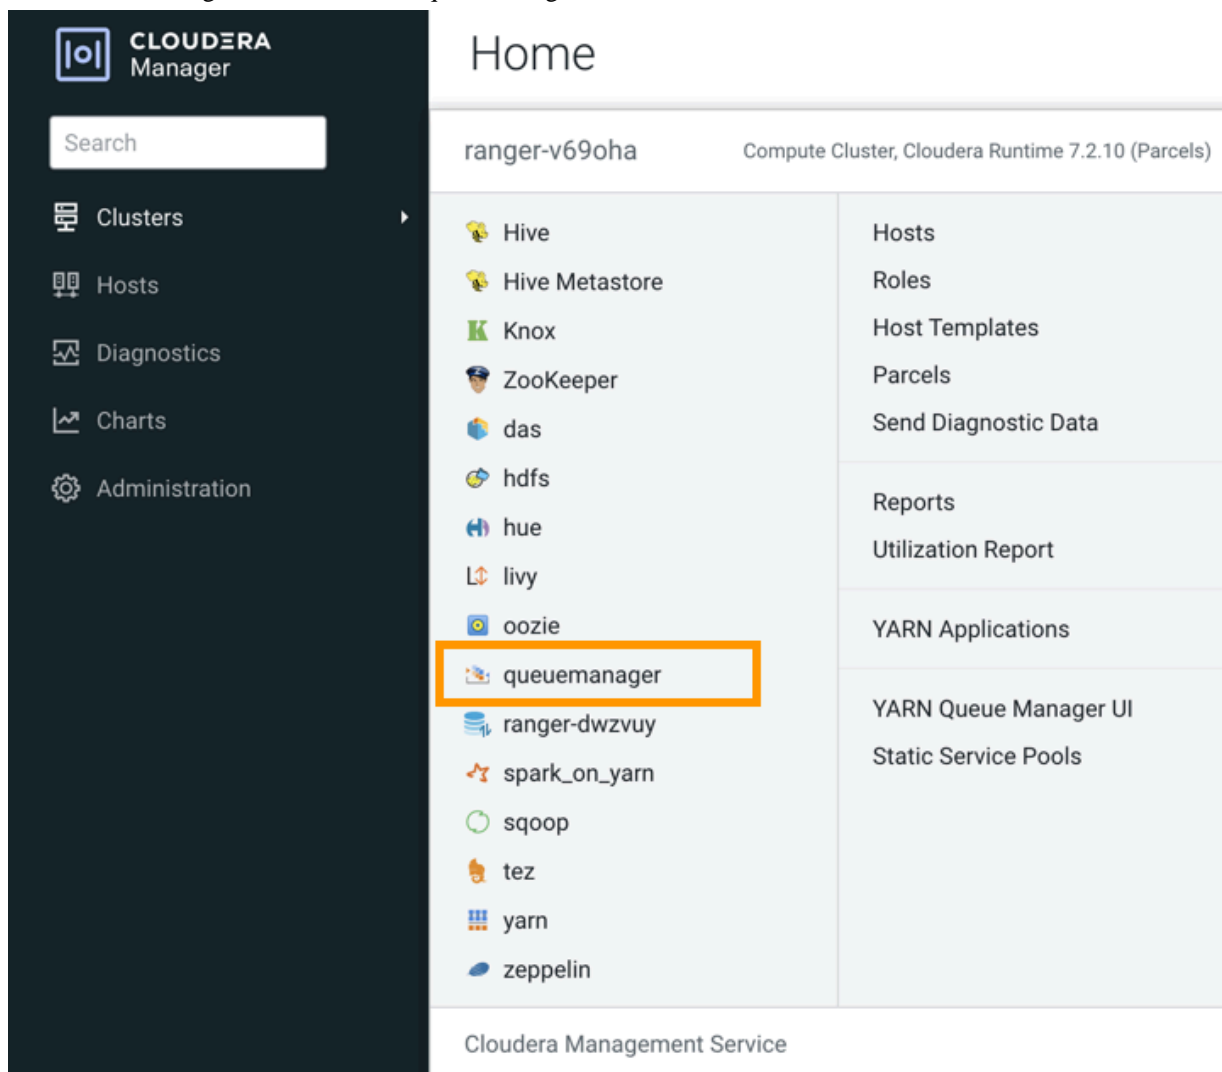 CLOUDERA
Manager
Search
Clusters
Hosts
Diagnostics
Charts
Administration
Home
ranger-v69oha
Compute Cluster, Cloudera Runtime 7.2.10 (Parcels)
Hive
Hive Metastore
Knox
ZooKeeper
das
hdfs
hue
livy
oozie
queuemanager
ranger-dwzvuy
spark_on_yarn
sqoop
tez
yarn
zeppelin
Hosts
Roles
Host Templates
Parcels
Send Diagnostic Data
Reports
Utilization Report
YARN Applications
YARN Queue Manager UI
Static Service Pools
Cloudera Management Service